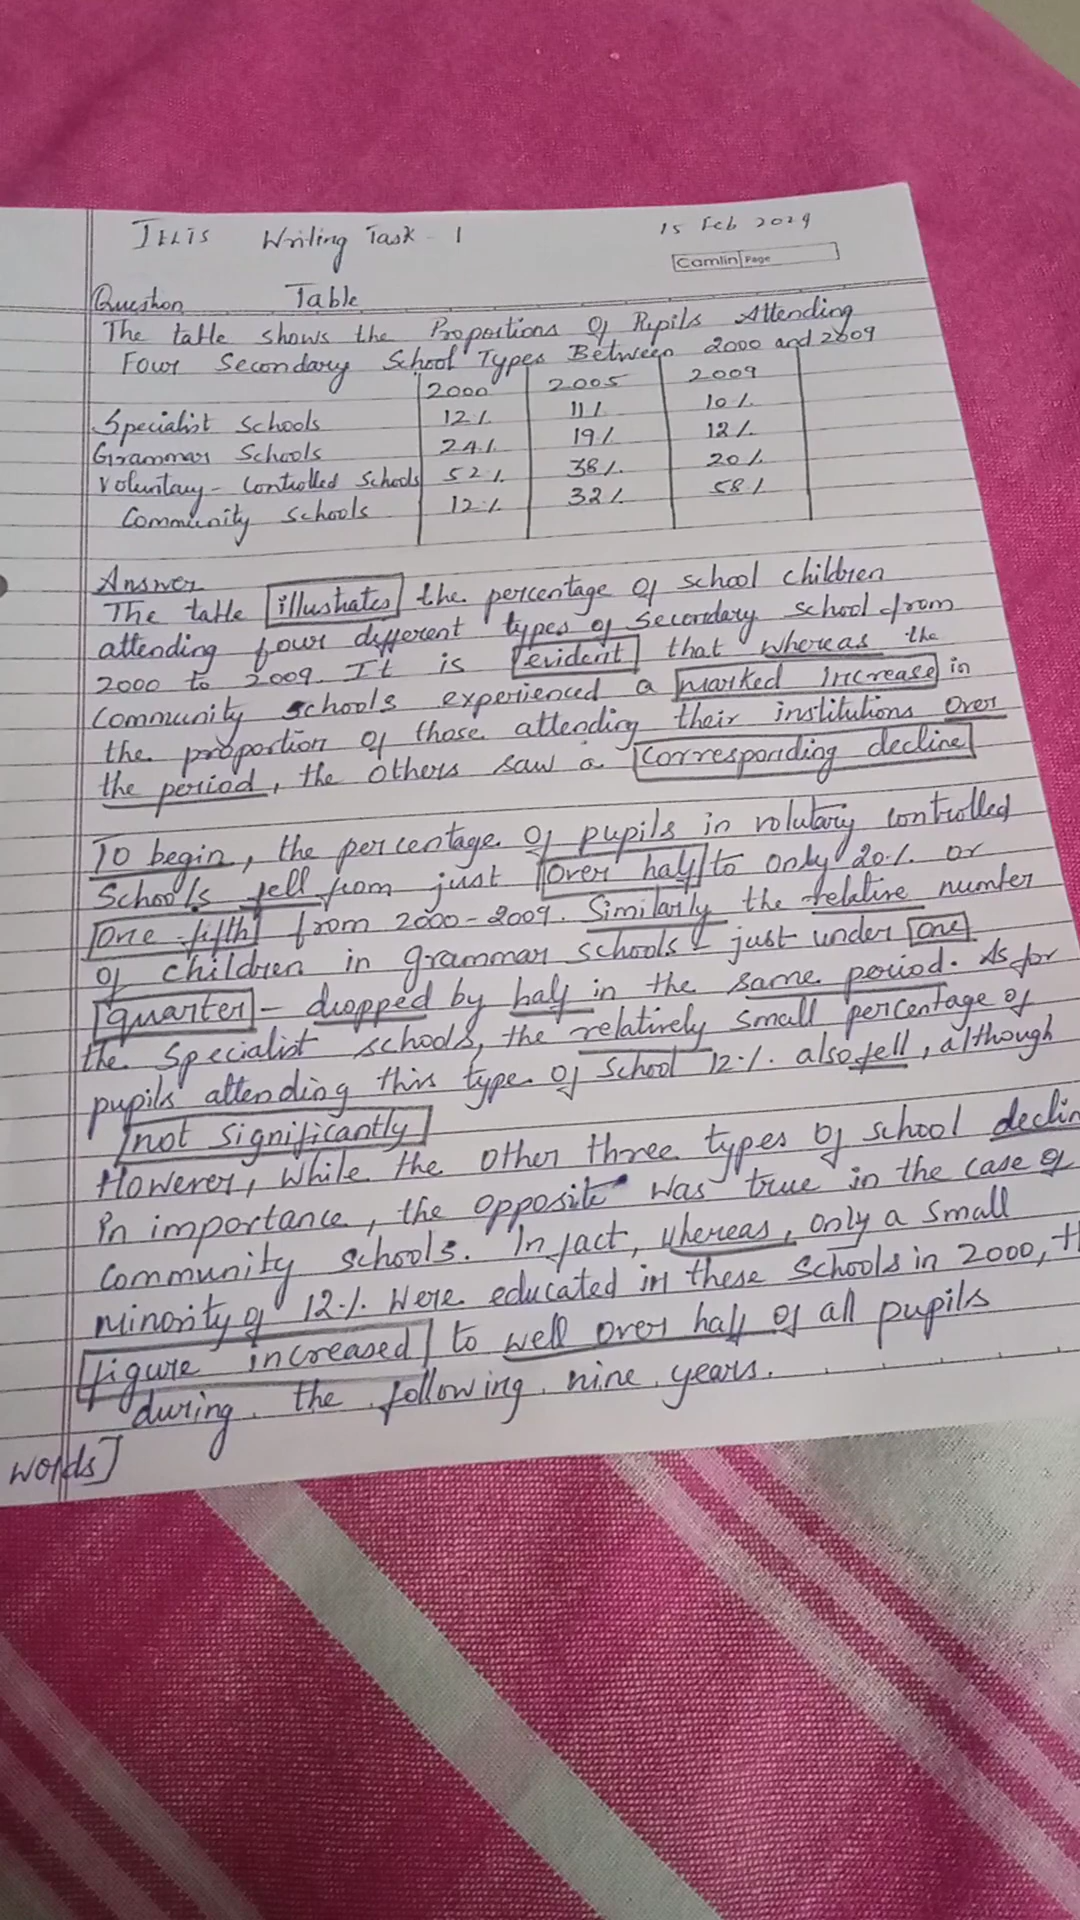 IELTS Writing Task - 1 15 Feb 2024
Camlin Page
Question Table
The table shows the Proportions of Pupils Attending
Four Secondary School Types Between 2000 and 2009
2000 2005 2009
Specialist Schools 12% 11% 10%
Grammar Schools 24% 19% 12%
Voluntary - Controlled Schools 52% 38% 20%
Community Schools 12% 32% 58%
Answer
The table illustrates the percentage of school children
attending four different types of Secondary school from
2000 to 2009. It is evident that whereas the
Community schools experienced a marked increase in
the proportion of those attending their institutions over
the period, the others saw a corresponding decline
To begin, the percentage of pupils in volutary controlled
Schools fell from just over half to only 20% or
one-fifth from 2000-2009. Similarly the relative number
of children in grammar schools - just under one
quarter - dropped by half in the same period. As for
the Specialist schools, the relatively small percentage of
pupils attending this type of School 12% also fell, although
not significantly
However, while the other three types of school declin
in importance, the opposite was true in the case of
Community schools. In fact, whereas, only a small
minority of 12% were educated in these schools in 2000, th
figure increased to well over half of all pupils
during the following nine years.
words]